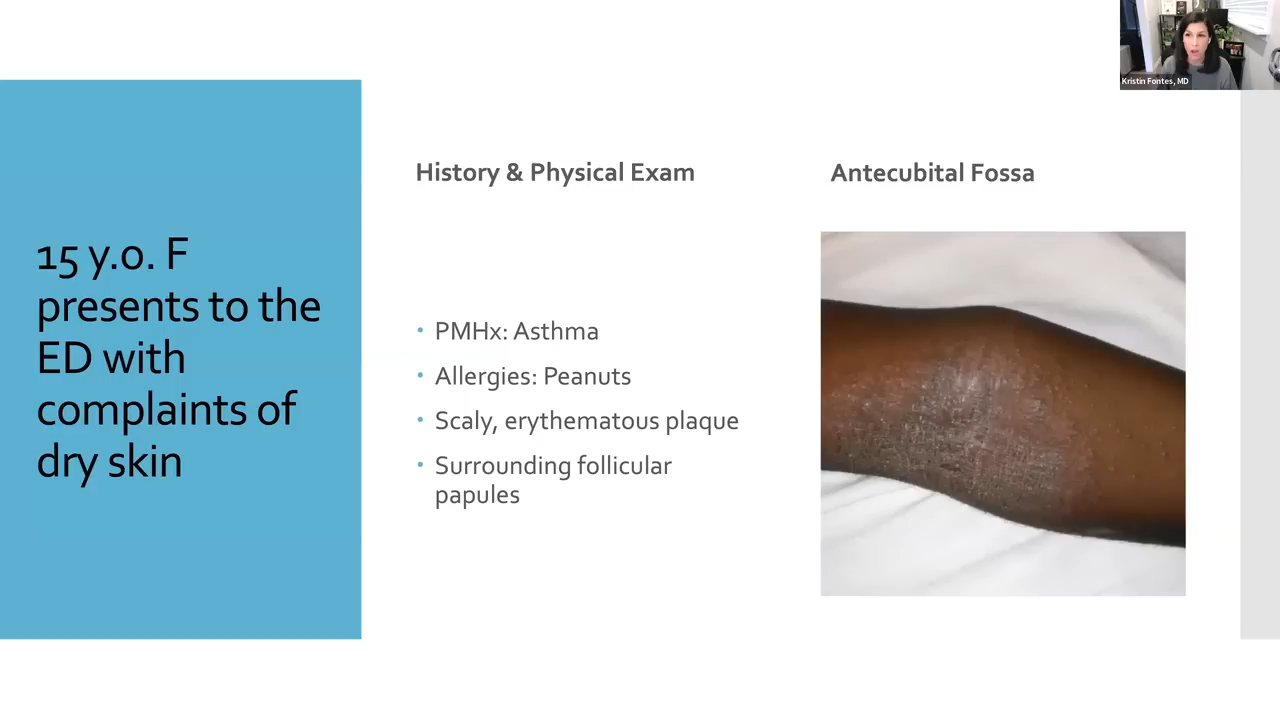 Kristin Fontes, MD
15 y.o. F
presents to the
ED with
complaints of
dry skin
History & Physical Exam
• PMHx: Asthma
• Allergies: Peanuts
• Scaly, erythematous plaque
• Surrounding follicular
papules
Antecubital Fossa